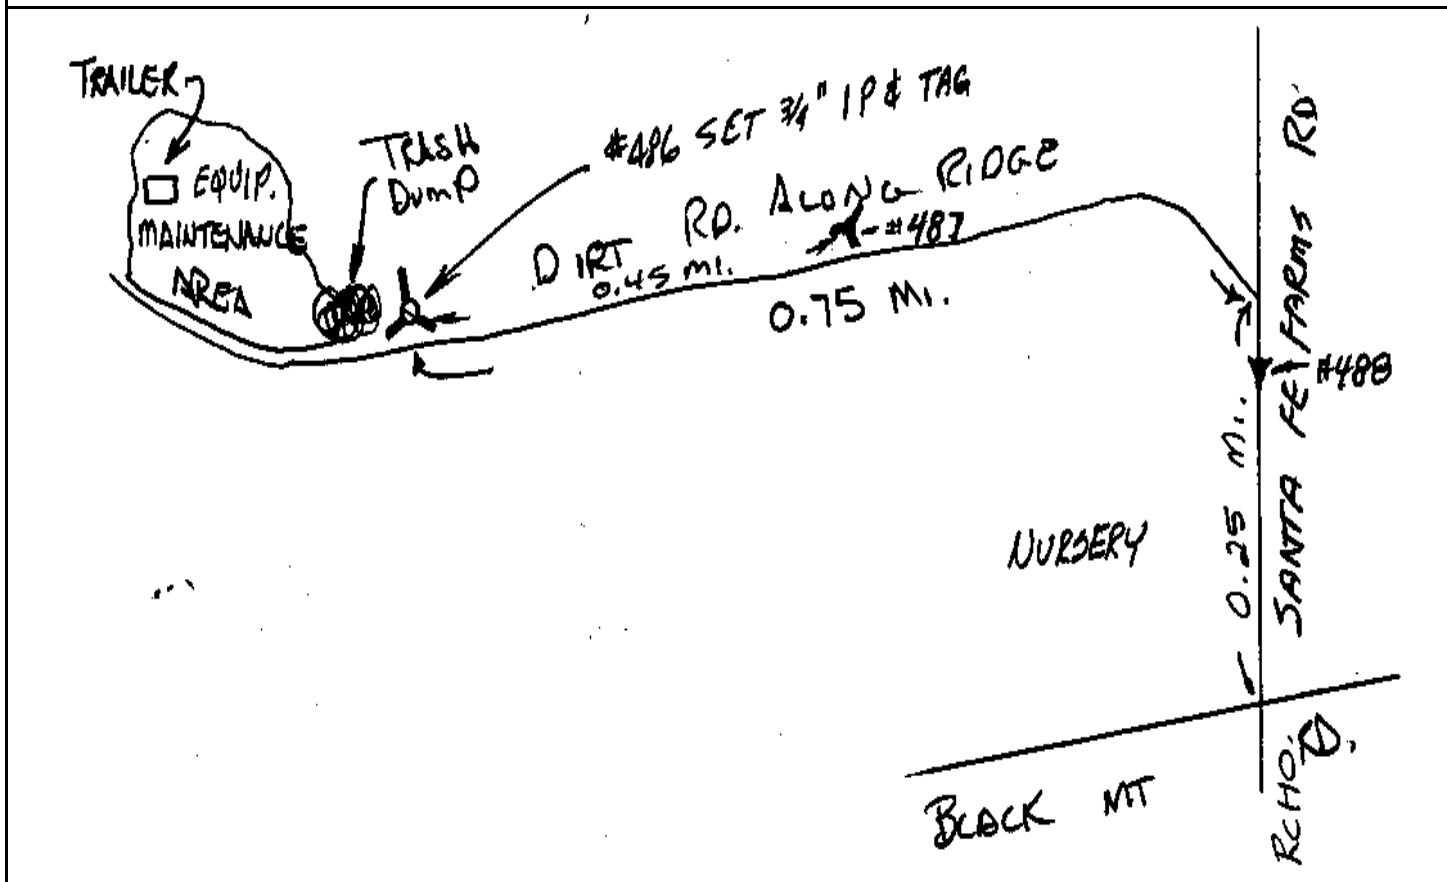 TRAILER
EQUIP.
MAINTENANCE
AREA
TRASH
DUMP
#486 SET 3/4" IP & TAG
DIRT RD. ALONG RIDGE
0.45 MI.
#487
0.75 MI.
SANTA FE FARMS RD
#488
0.25 MI.
NURSERY
BLACK MT
RCHO.